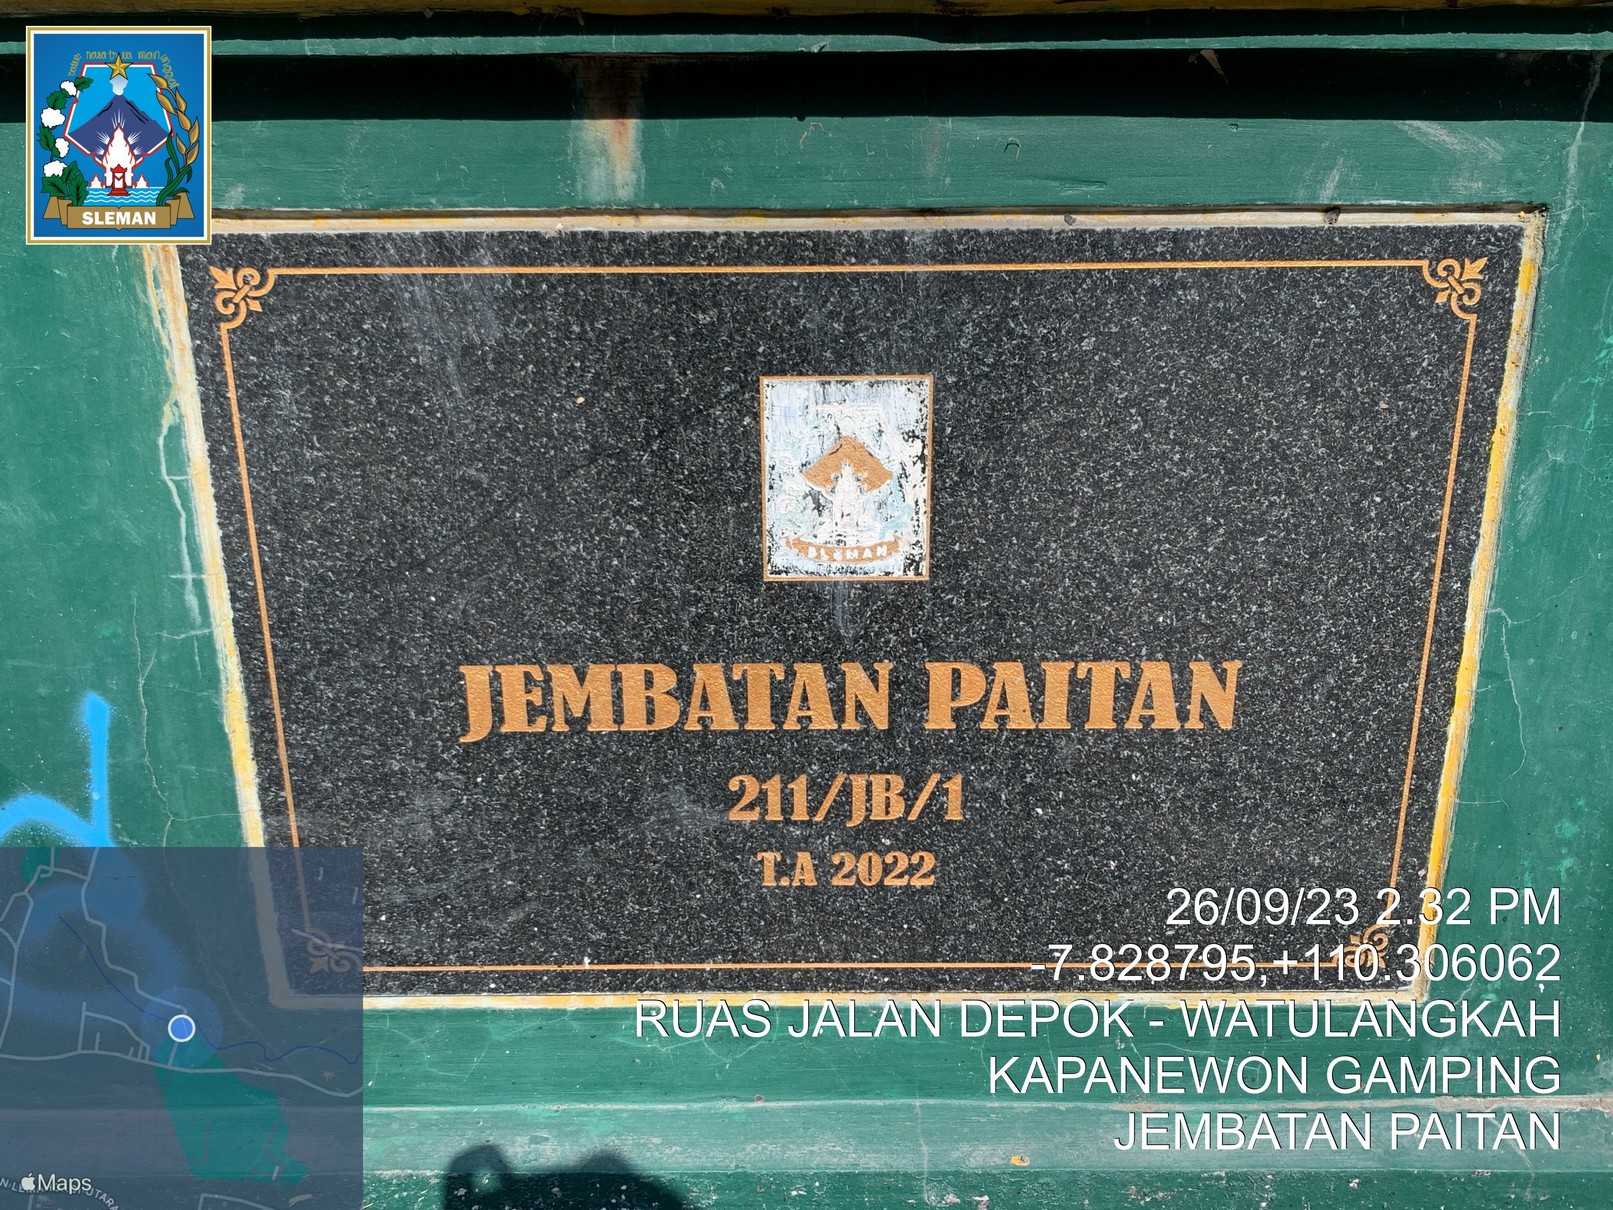 SLEMAN
SLEMAN
JEMBATAN PAITAN
211/JB/1
T.A 2022
26/09/23 2.32 PM
-7.828795,+110.306062
RUAS JALAN DEPOK - WATULANGKAH
KAPANEWON GAMPING
JEMBATAN PAITAN
Maps